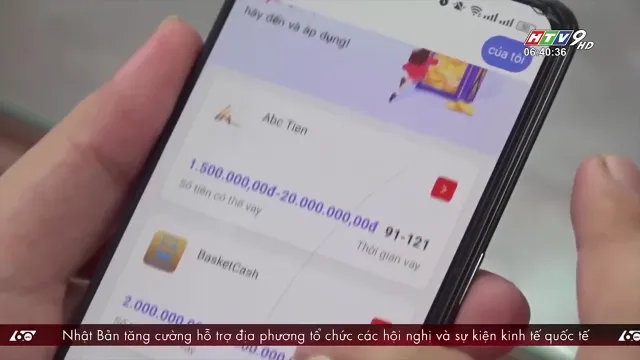 HTV9 HD
06:40:36
hãy đến và áp dụng!
của tôi
Abc Tien
1.500.000,00đ-20.000.000,00đ
91-121
Số tiền có thể vay
Thời gian vay
BasketCash
2.000.000
60
Nhật Bản tăng cường hỗ trợ địa phương tổ chức các hội nghị và sự kiện kinh tế quốc tế
60